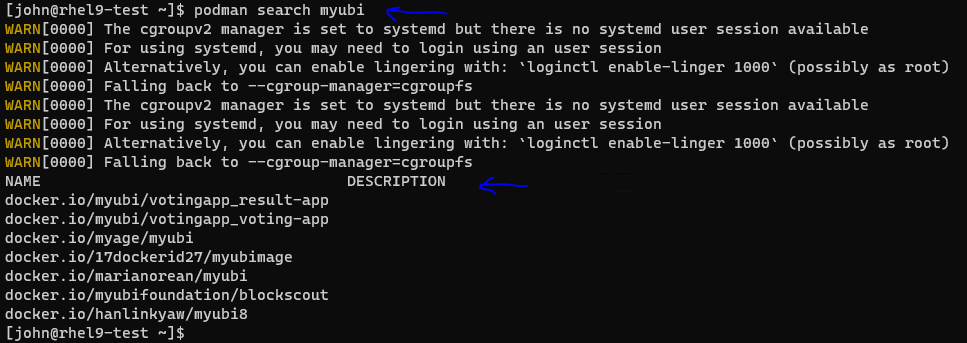 [john@rhel9-test ~]$ podman search myubi
WARN[0000] The cgroupv2 manager is set to systemd but there is no systemd user session available
WARN[0000] For using systemd, you may need to login using an user session
WARN[0000] Alternatively, you can enable lingering with: `loginctl enable-linger 1000` (possibly as root)
WARN[0000] Falling back to --cgroup-manager=cgroupfs
WARN[0000] The cgroupv2 manager is set to systemd but there is no systemd user session available
WARN[0000] For using systemd, you may need to login using an user session
WARN[0000] Alternatively, you can enable lingering with: `loginctl enable-linger 1000` (possibly as root)
WARN[0000] Falling back to --cgroup-manager=cgroupfs
NAME DESCRIPTION
docker.io/myubi/votingapp_result-app
docker.io/myubi/votingapp_voting-app
docker.io/myage/myubi
docker.io/17dockerid27/myubimage
docker.io/marianorean/myubi
docker.io/myubifoundation/blockscout
docker.io/hanlinkyaw/myubi8
[john@rhel9-test ~]$